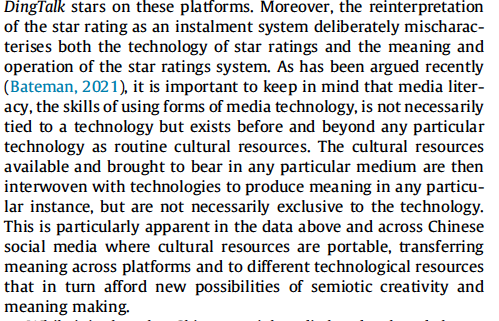 DingTalk stars on these platforms. Moreover, the reinterpretation
of the star rating as an instalment system deliberately mischarac-
terises both the technology of star ratings and the meaning and
operation of the star ratings system. As has been argued recently
(Bateman, 2021), it is important to keep in mind that media liter-
acy, the skills of using forms of media technology, is not necessarily
tied to a technology but exists before and beyond any particular
technology as routine cultural resources. The cultural resources
available and brought to bear in any particular medium are then
interwoven with technologies to produce meaning in any particu-
lar instance, but are not necessarily exclusive to the technology.
This is particularly apparent in the data above and across Chinese
social media where cultural resources are portable, transferring
meaning across platforms and to different technological resources
that in turn afford new possibilities of semiotic creativity and
meaning making.